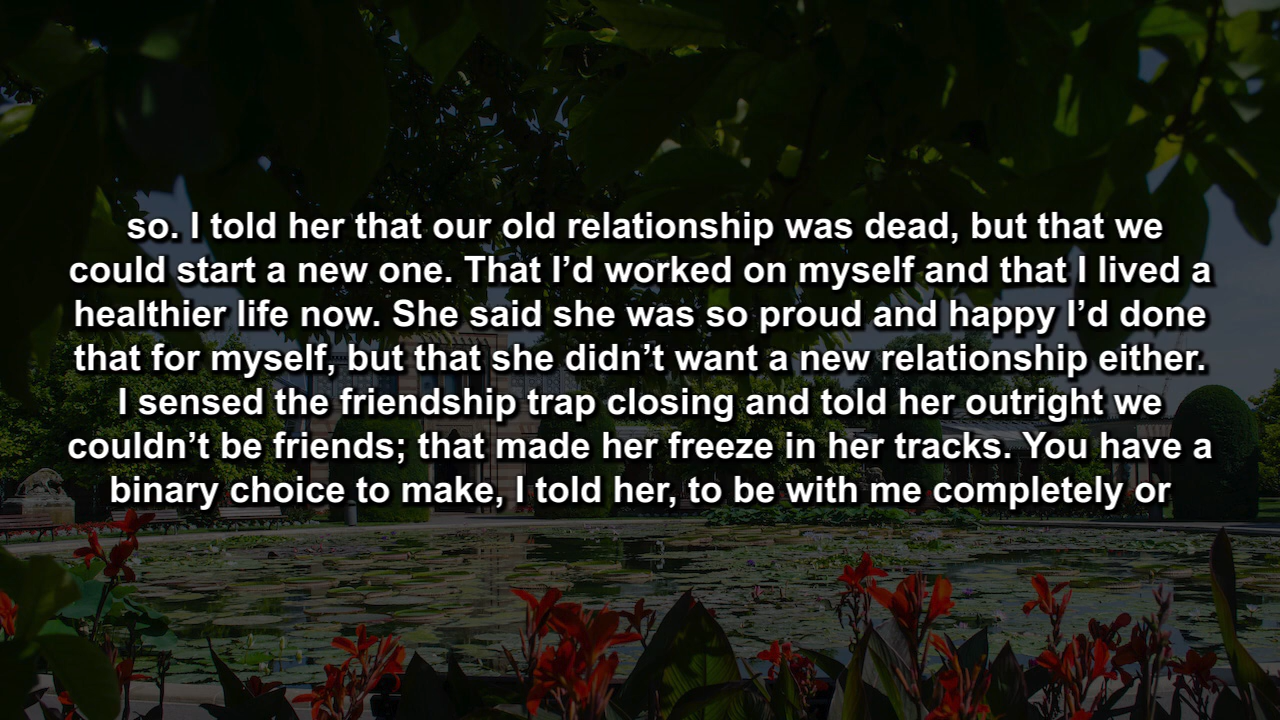 so. I told her that our old relationship was dead, but that we
could start a new one. That I’d worked on myself and that I lived a
healthier life now. She said she was so proud and happy I’d done
that for myself, but that she didn’t want a new relationship either.
I sensed the friendship trap closing and told her outright we
couldn’t be friends; that made her freeze in her tracks. You have a
binary choice to make, I told her, to be with me completely or